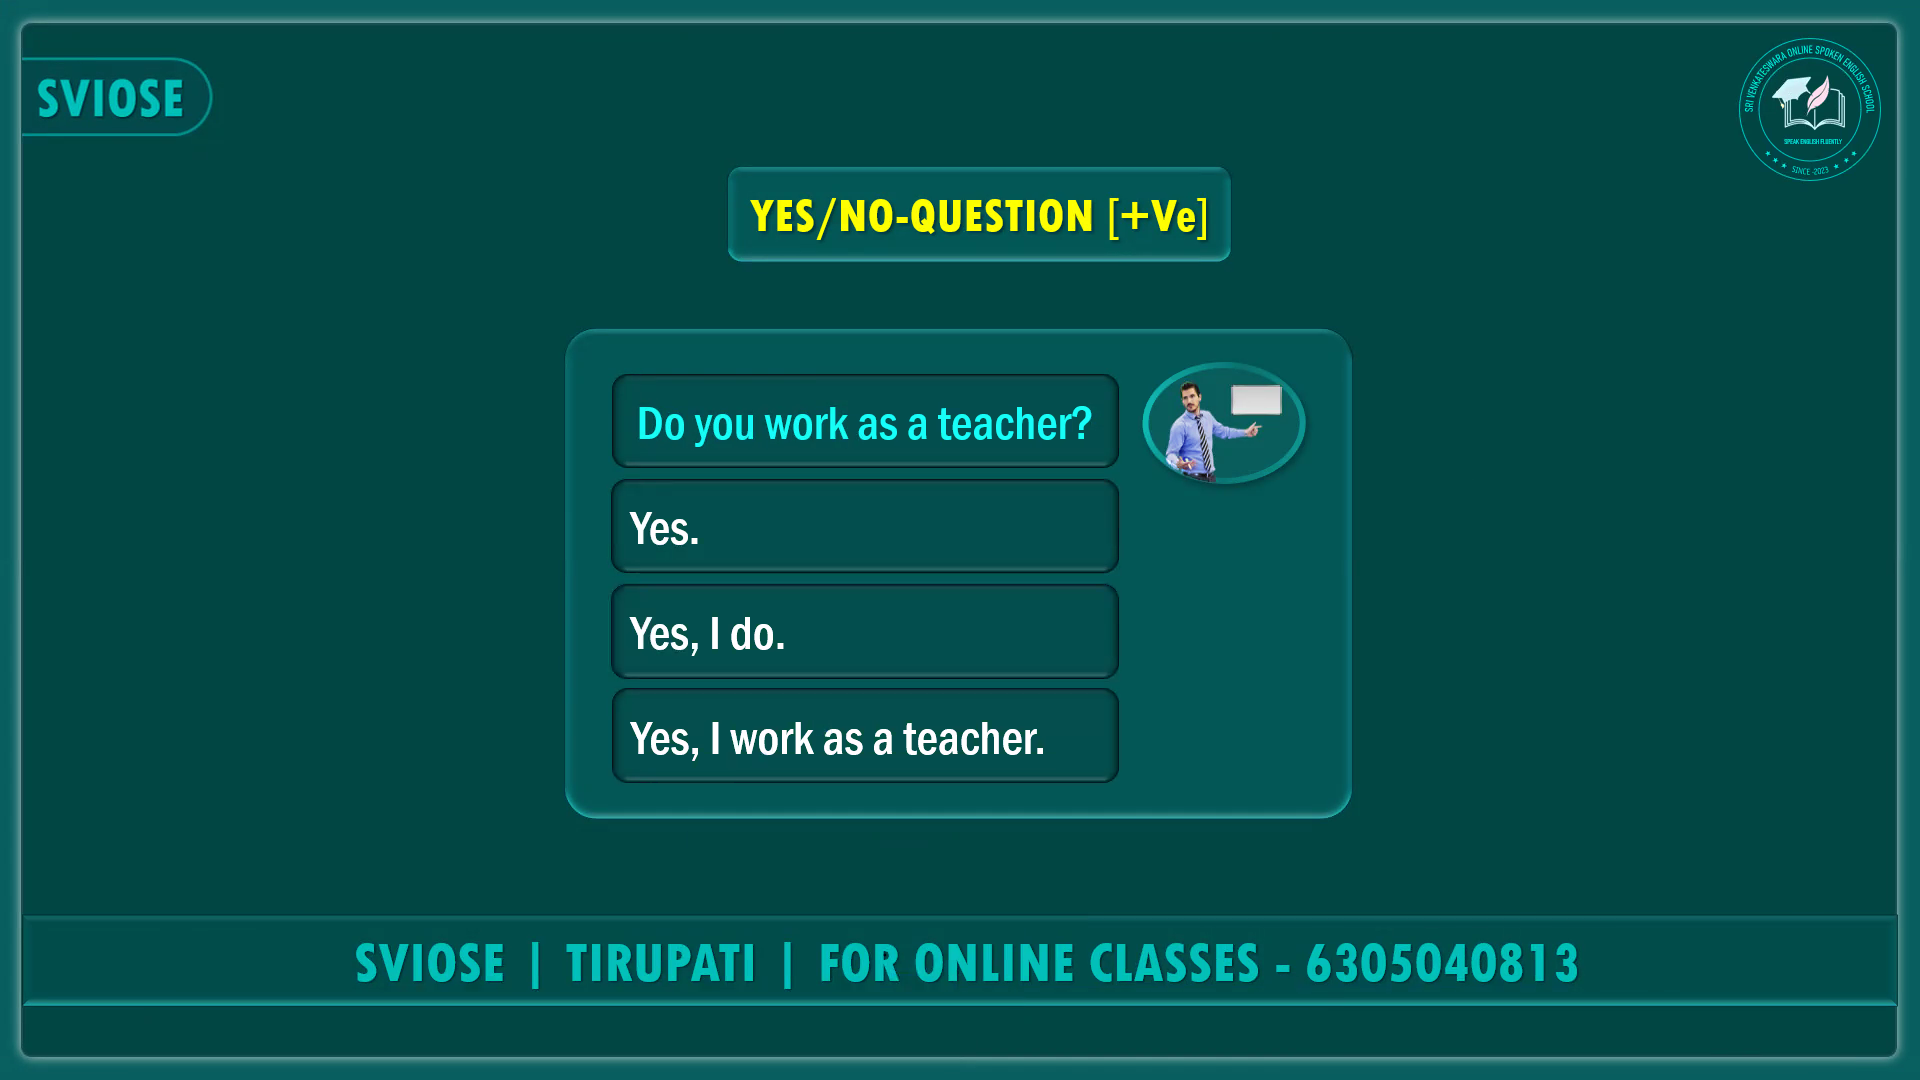 SVIOSE
SRI VENKATESWARA ONLINE SPOKEN ENGLISH SCHOOL
SPEAK ENGLISH FLUENTLY
SINCE -2023
YES/NO-QUESTION [+Ve]
Do you work as a teacher?
Yes.
Yes, I do.
Yes, I work as a teacher.
SVIOSE | TIRUPATI | FOR ONLINE CLASSES - 6305040813